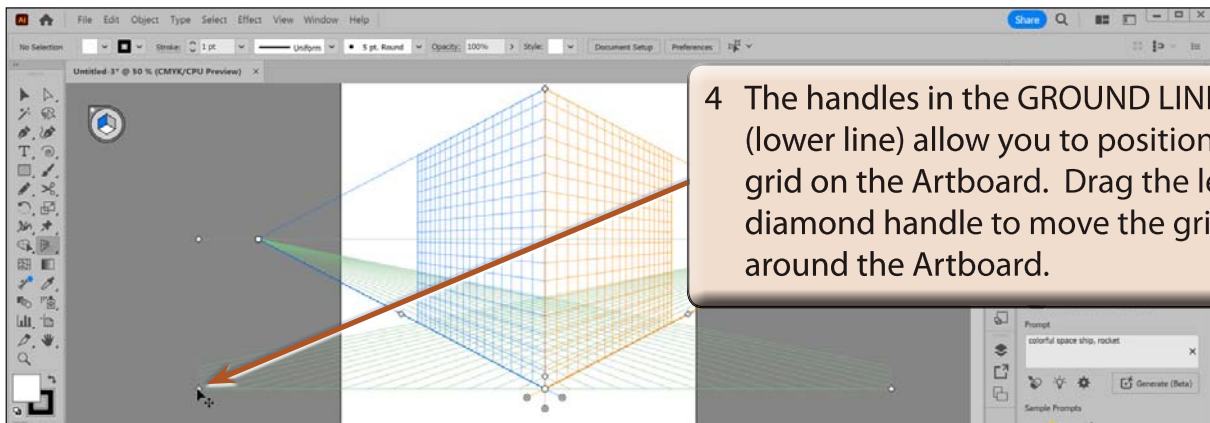 Ai File Edit Object Type Select Effect View Window Help Share
No Selection Stroke: 1 pt Uniform 5 pt. Round Opacity: 100% Style: Document Setup Preferences
Untitled-3* @ 50 % (CMYK/CPU Preview) ×
4 The handles in the GROUND LINE
(lower line) allow you to position
grid on the Artboard. Drag the le
diamond handle to move the gri
around the Artboard.
Prompt
colorful space ship, rocket
Generate (Beta)
Sample Prompts